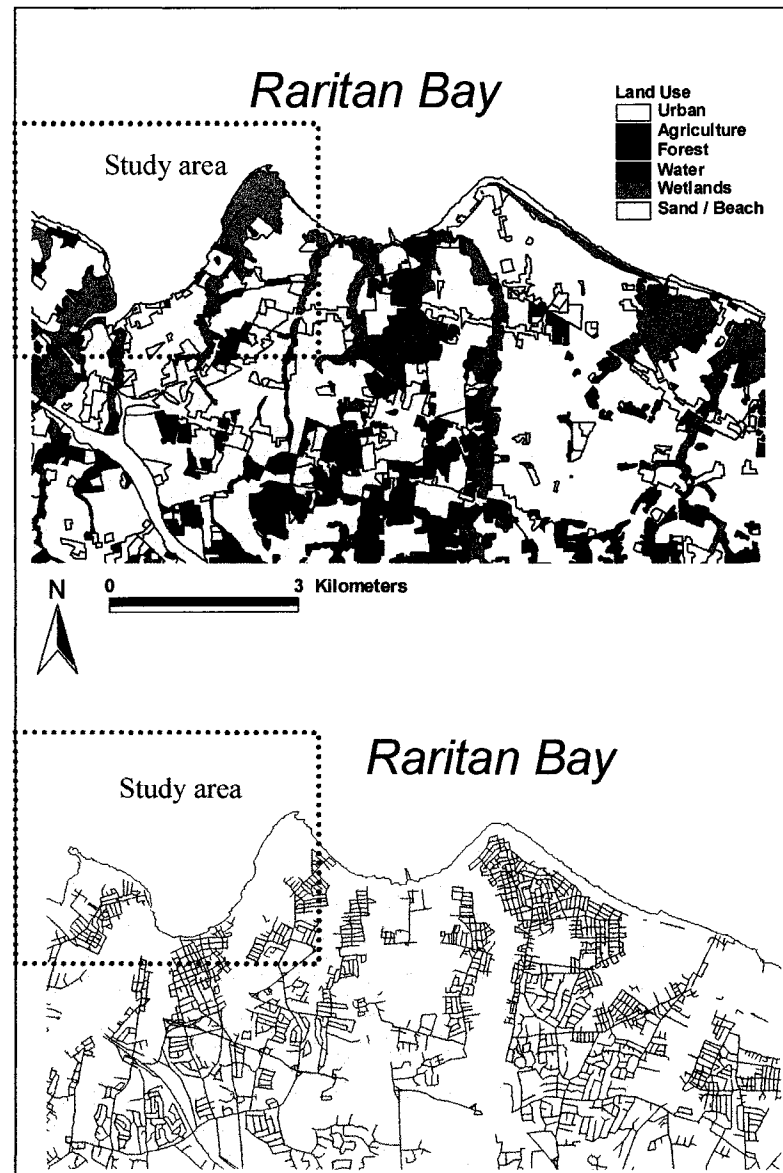 Raritan Bay
Land Use
Urban
Agriculture
Forest
Water
Wetlands
Sand / Beach
Study area
N
0 3 Kilometers
Raritan Bay
Study area